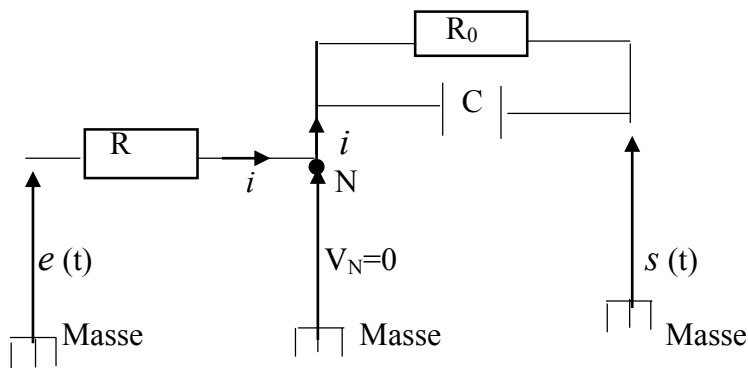 R₀
C
R
i
i
N
e (t)
V_N=0
s (t)
Masse
Masse
Masse